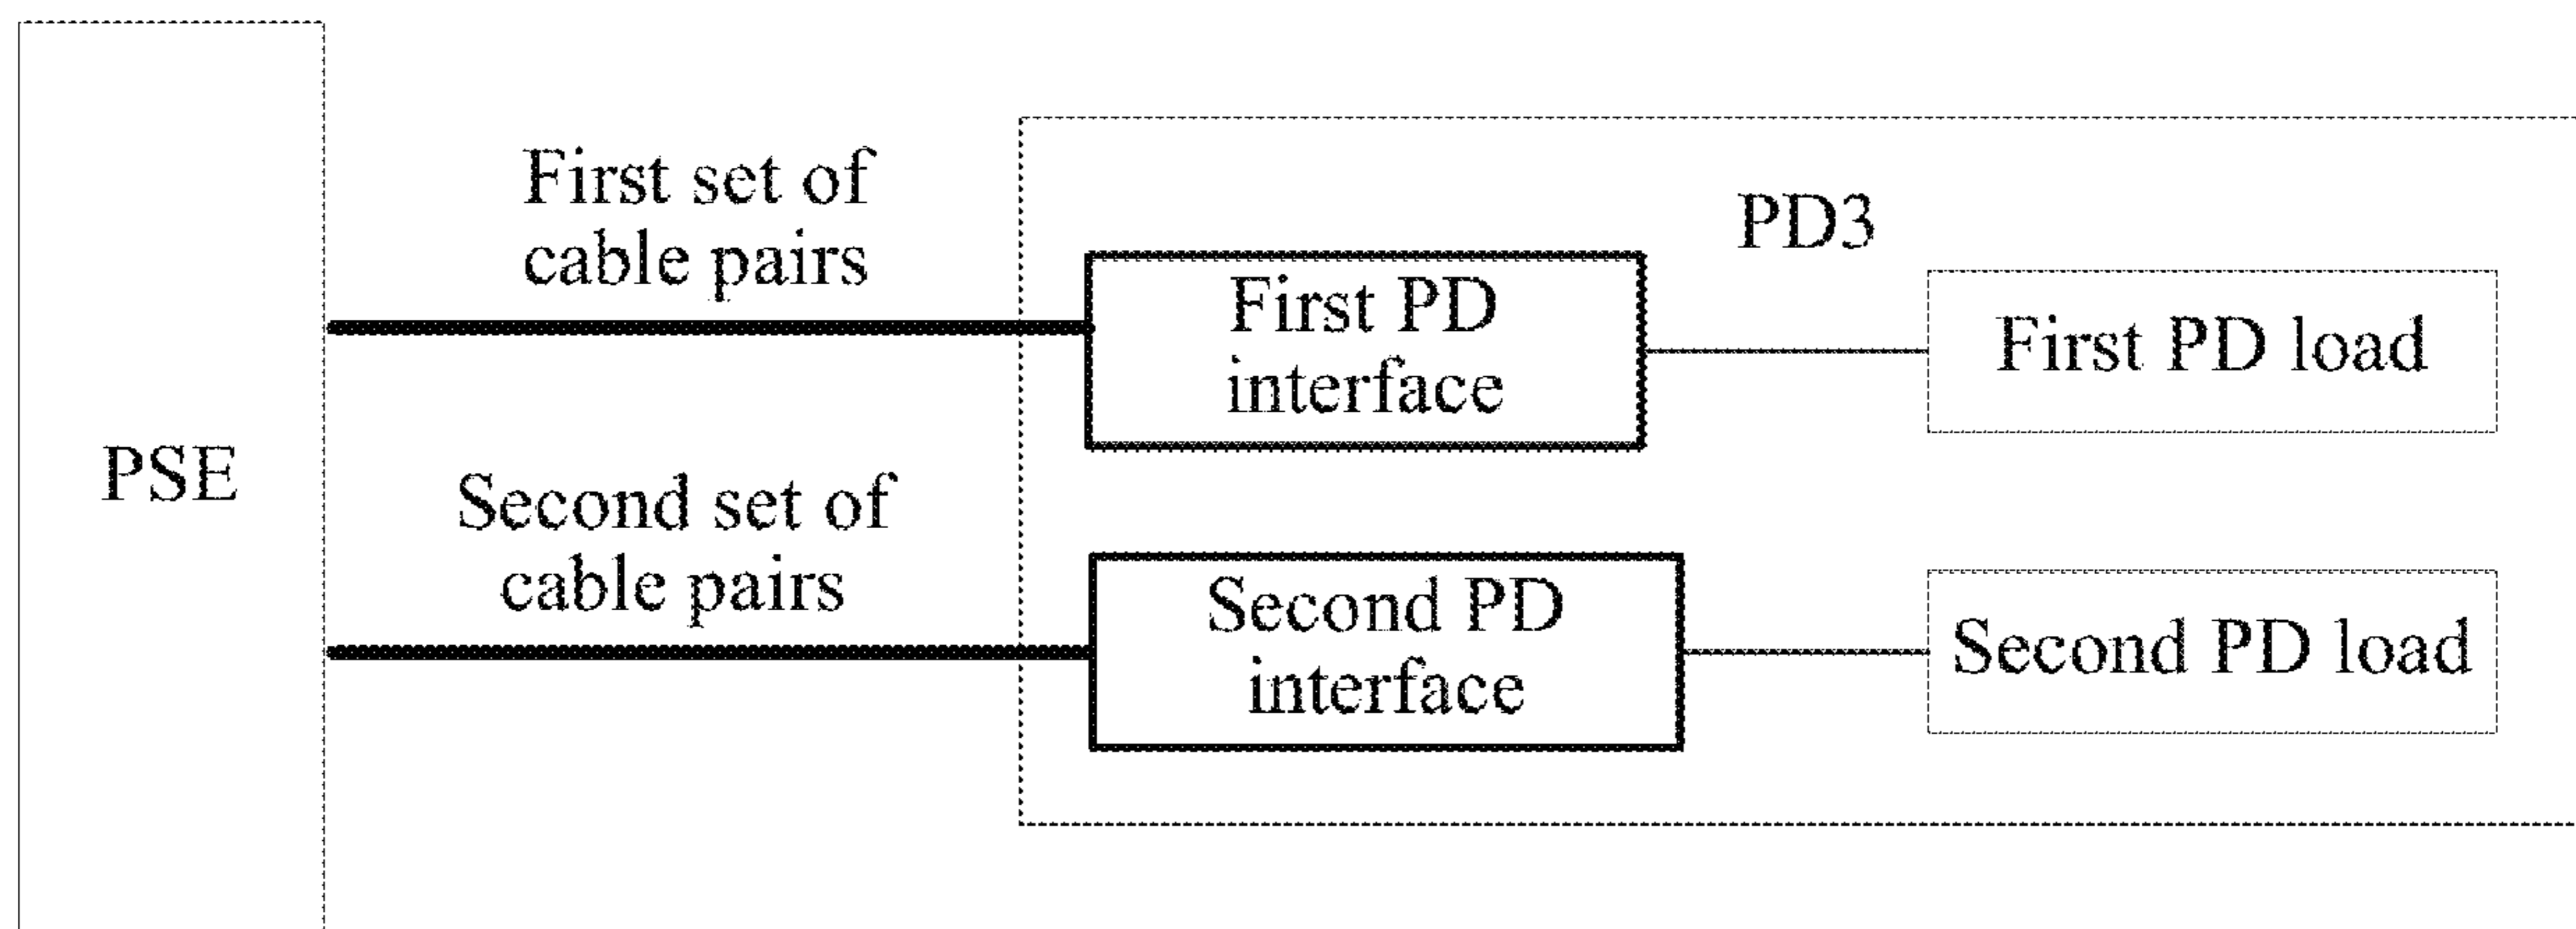 PSE
First set of
cable pairs
Second set of
cable pairs
PD3
First PD
interface
First PD load
Second PD
interface
Second PD load